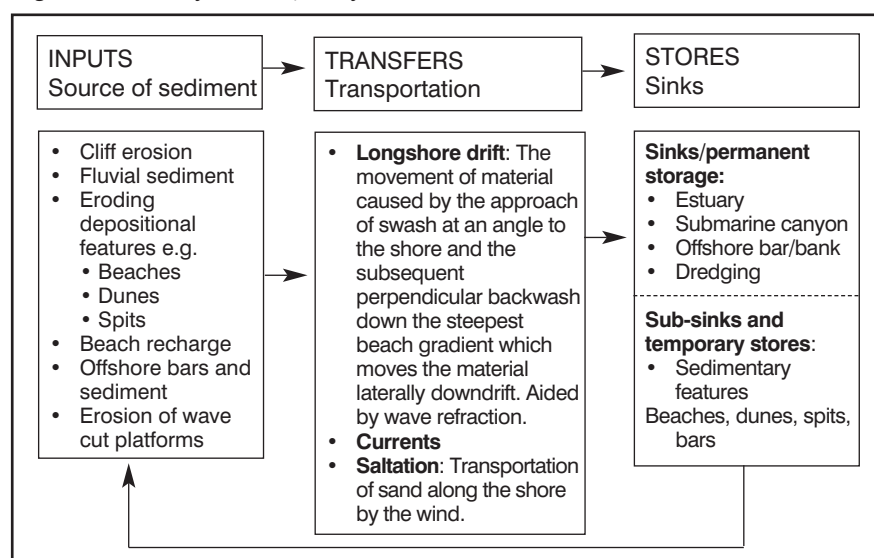 INPUTS
Source of sediment
TRANSFERS
Transportation
STORES
Sinks
• Cliff erosion
• Fluvial sediment
• Eroding
depositional
features e.g.
• Beaches
• Dunes
• Spits
• Beach recharge
• Offshore bars and
sediment
• Erosion of wave
cut platforms
• Longshore drift: The
movement of material
caused by the approach
of swash at an angle to
the shore and the
subsequent
perpendicular backwash
down the steepest
beach gradient which
moves the material
laterally downdrift. Aided
by wave refraction.
• Currents
• Saltation: Transportation
of sand along the shore
by the wind.
Sinks/permanent
storage:
• Estuary
• Submarine canyon
• Offshore bar/bank
• Dredging
Sub-sinks and
temporary stores:
• Sedimentary
features
Beaches, dunes, spits,
bars